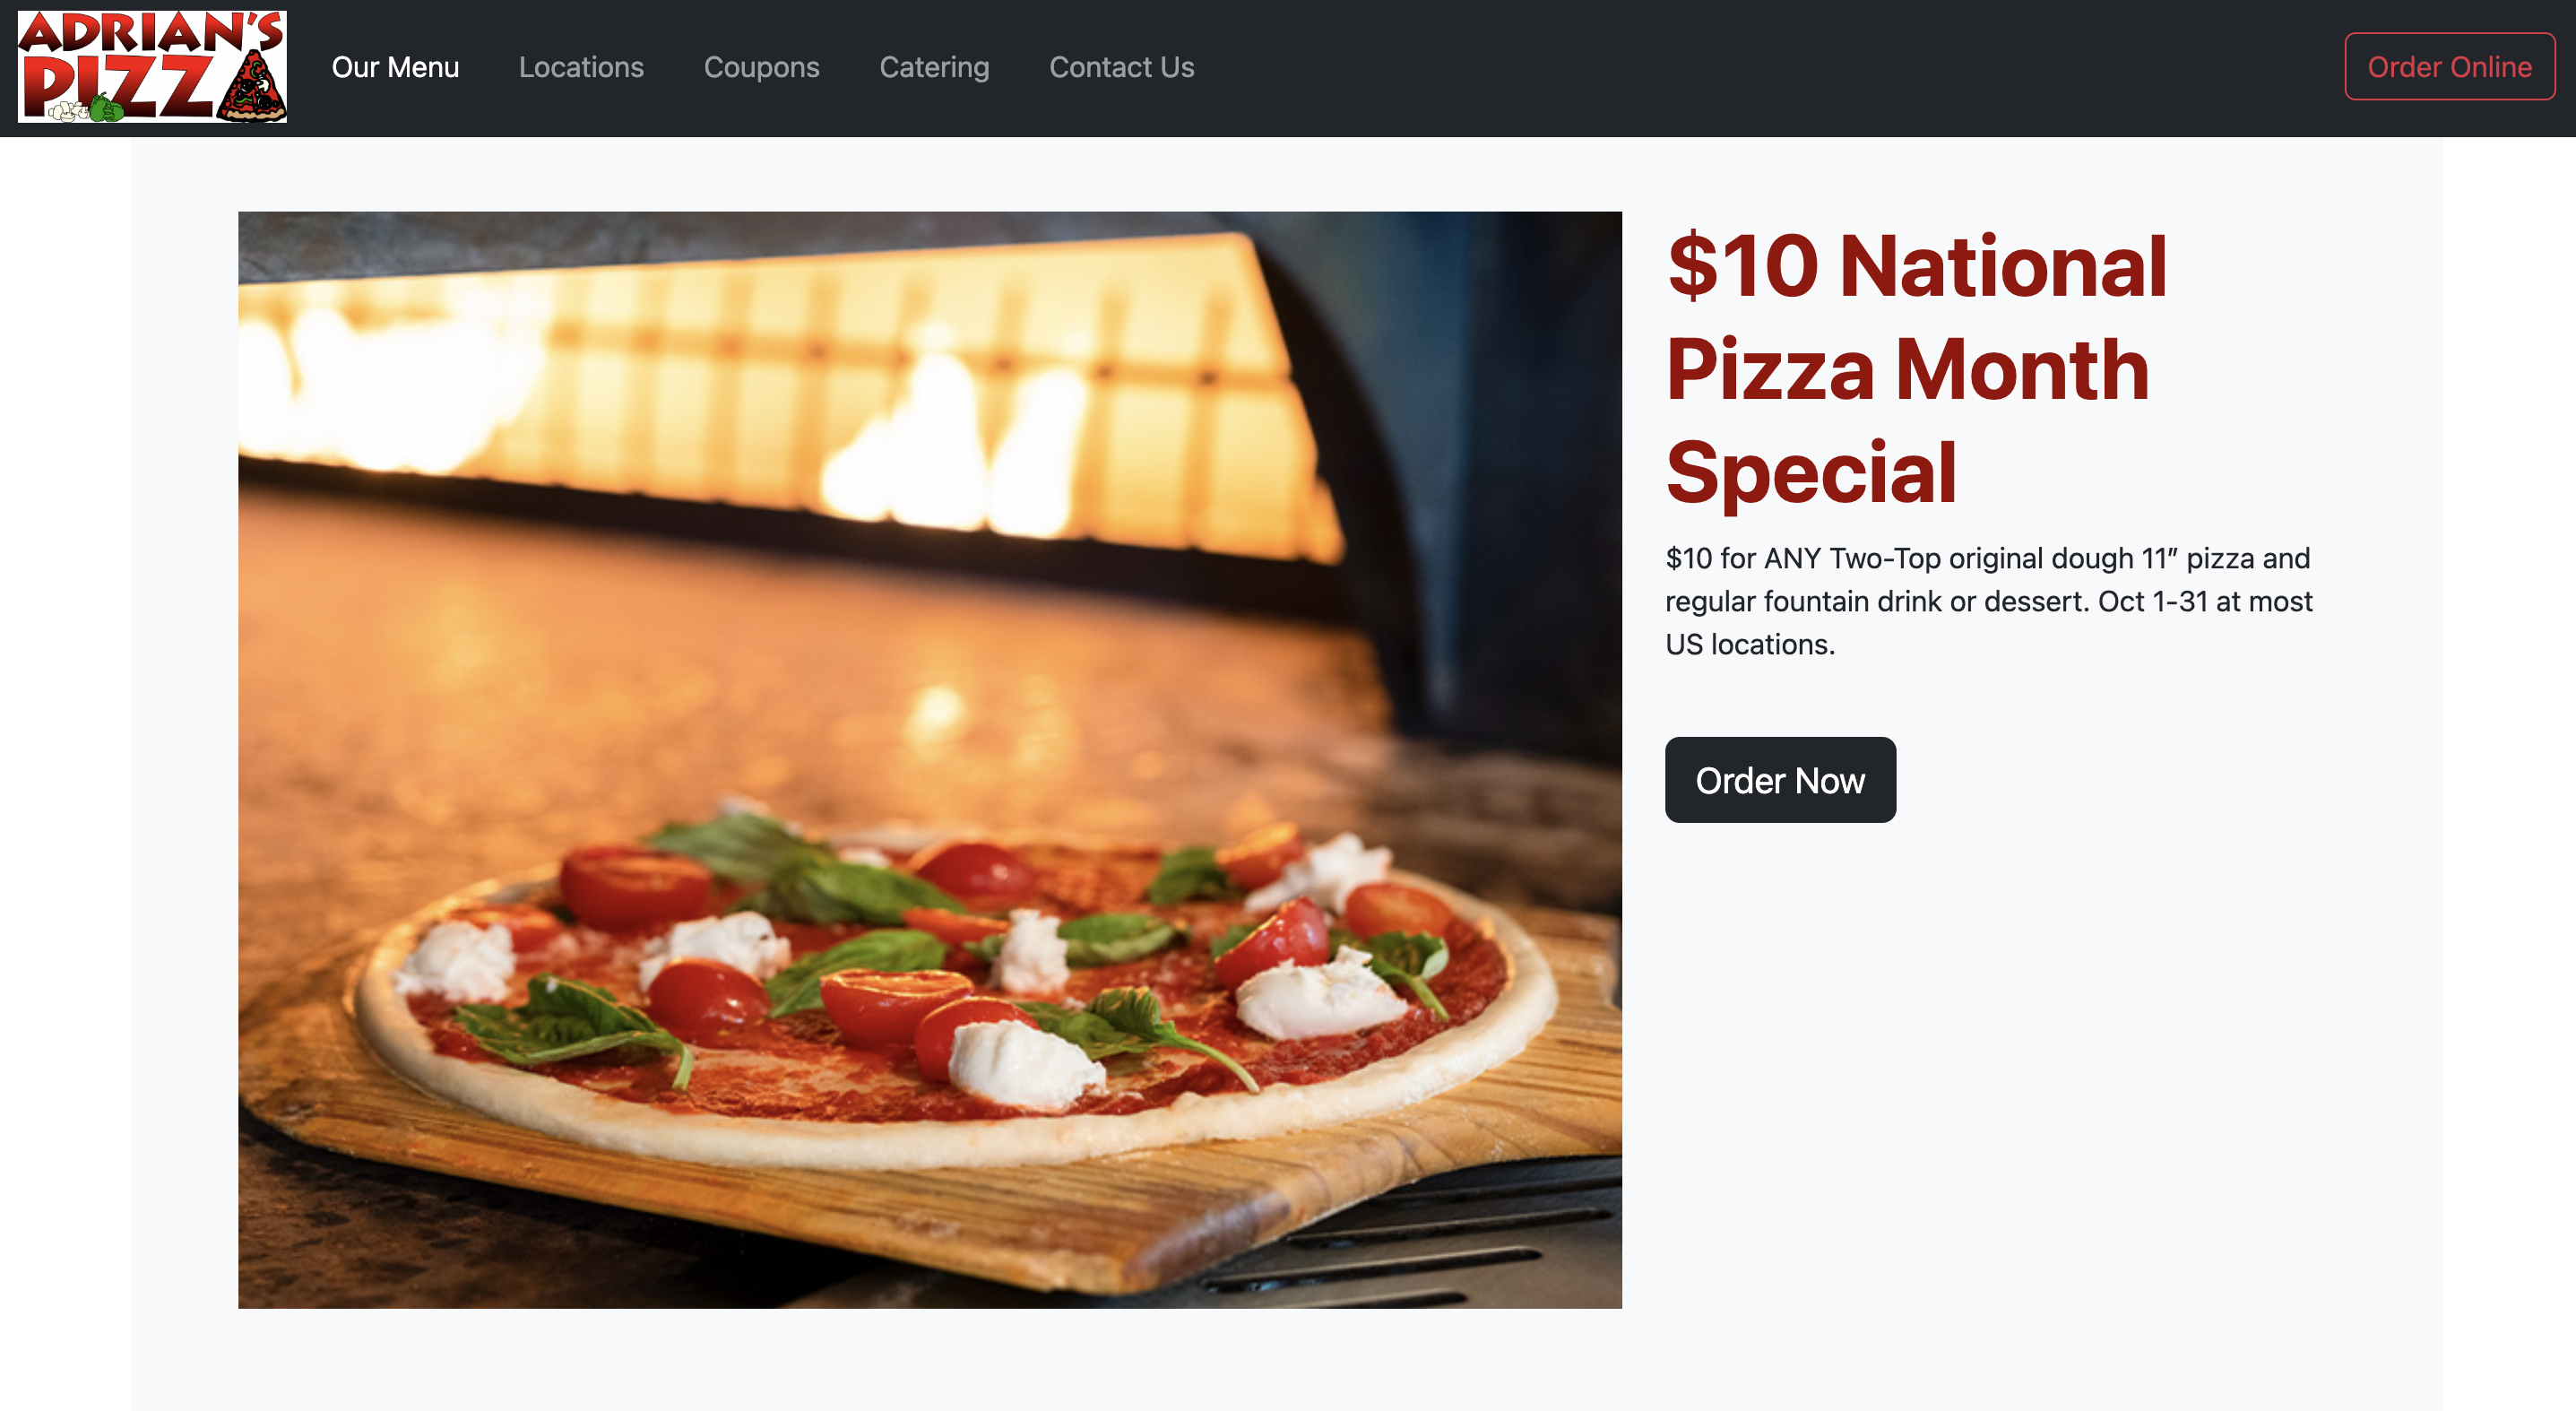 ADRIAN'S
PIZZA
Our Menu
Locations
Coupons
Catering
Contact Us
Order Online
$10 National
Pizza Month
Special
$10 for ANY Two-Top original dough 11” pizza and
regular fountain drink or dessert. Oct 1-31 at most
US locations.
Order Now